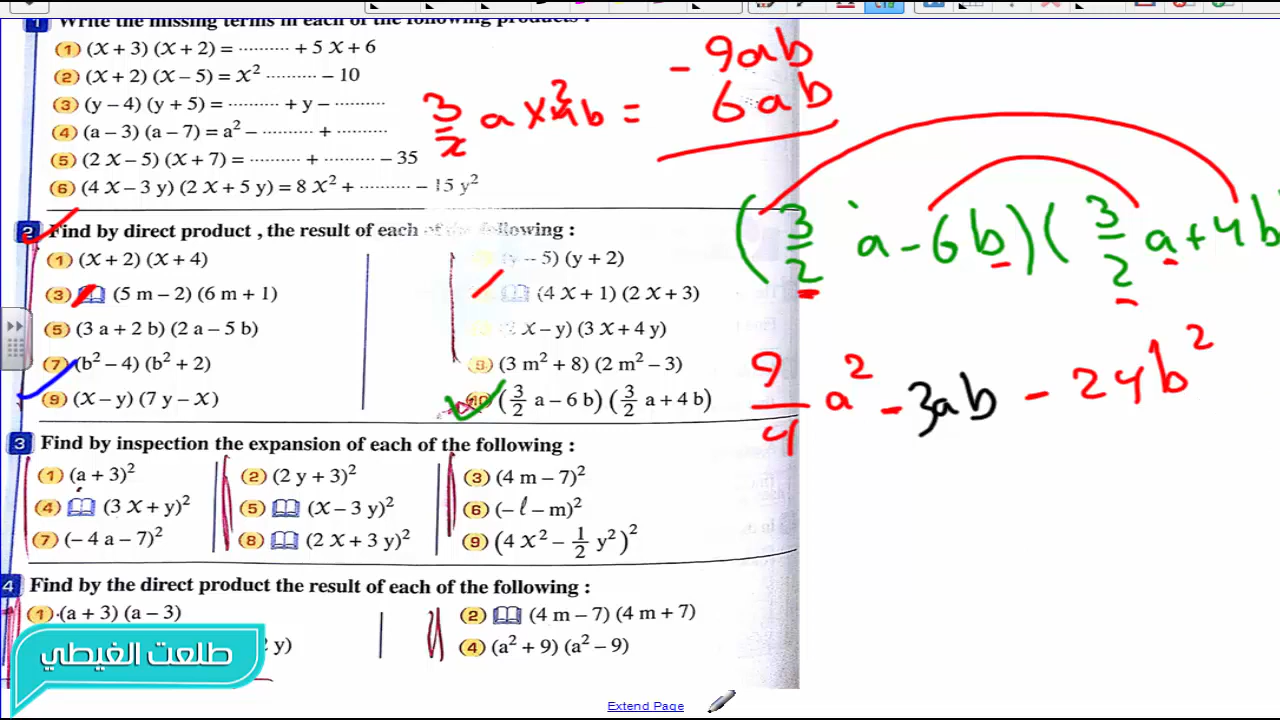 1 Write the missing terms in each of the following products :
(1) (X + 3) (X + 2) = ·········· + 5 X + 6
(2) (X + 2) (X – 5) = X² ·········· – 10
(3) (y – 4) (y + 5) = ·········· + y – ··········
(4) (a – 3) (a – 7) = a² – ·········· + ··········
(5) (2 X – 5) (X + 7) = ·········· + ·········· – 35
(6) (4 X – 3 y) (2 X + 5 y) = 8 X² + ·········· – 15 y²
- 9ab
6ab
(3/2 a - 6b)(3/2 a + 4b
9/4 a² - 3ab - 24b²
2 Find by direct product , the result of each of the following :
(1) (X + 2) (X + 4)
– 5) (y + 2)
(3) (5 m – 2) (6 m + 1)
(4 X + 1) (2 X + 3)
(5) (3 a + 2 b) (2 a – 5 b)
X – y) (3 X + 4 y)
(7) (b² – 4) (b² + 2)
(3 m² + 8) (2 m² – 3)
(9) (X – y) (7 y – X)
(10) (3/2 a – 6 b) (3/2 a + 4 b)
3 Find by inspection the expansion of each of the following :
(1) (a + 3)²
(2) (2 y + 3)²
(3) (4 m – 7)²
(4) (3 X + y)²
(5) (X – 3 y)²
(6) (– l – m)²
(7) (– 4 a – 7)²
(8) (2 X + 3 y)²
(9) (4 X² – 1/2 y²)²
4 Find by the direct product the result of each of the following :
(1) (a + 3) (a – 3)
(2) (4 m – 7) (4 m + 7)
y)
(4) (a² + 9) (a² – 9)
طلعت الغيمي
Extend Page